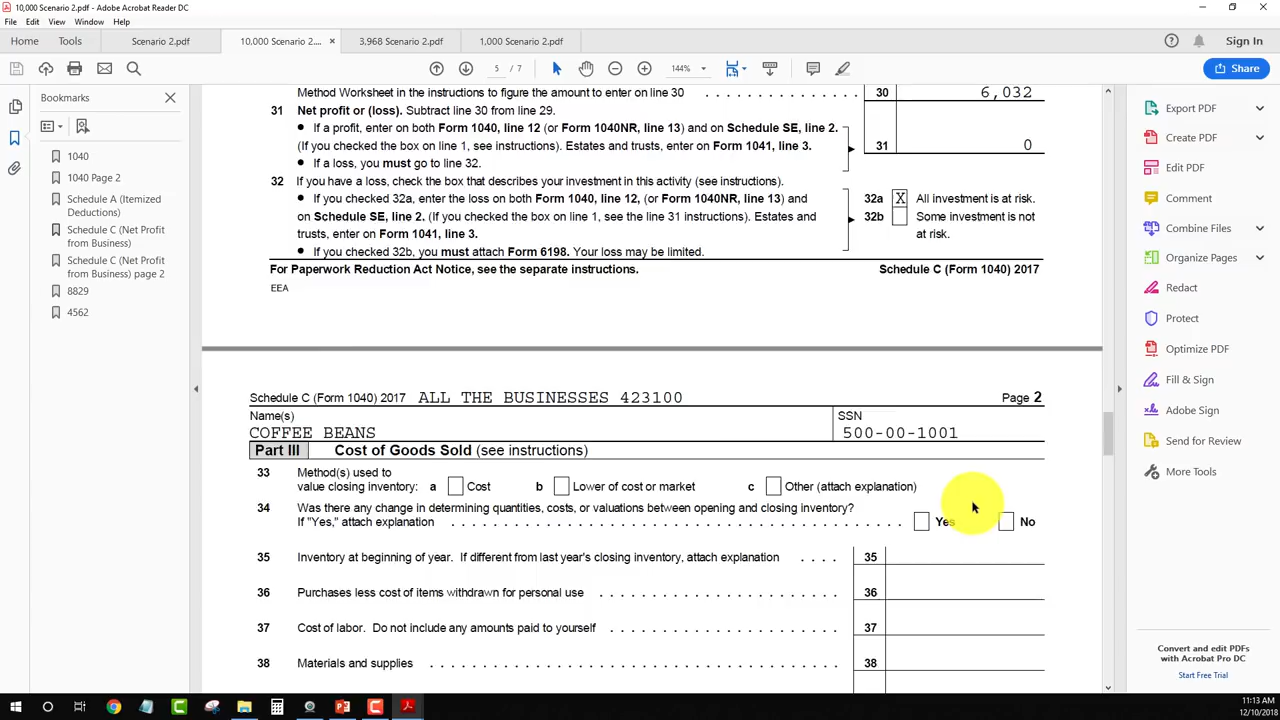 10,000 Scenario 2.pdf - Adobe Acrobat Reader DC
File Edit View Window Help
Home Tools Scenario 2.pdf 10,000 Scenario 2.... × 3,968 Scenario 2.pdf 1,000 Scenario 2.pdf Sign In
5 / 7 144% Share
Bookmarks
1040
1040 Page 2
Schedule A (Itemized
Deductions)
Schedule C (Net Profit
from Business)
Schedule C (Net Profit
from Business) page 2
8829
4562
Method Worksheet in the instructions to figure the amount to enter on line 30 . . . . . . . . . . . . . 30 6,032
31 Net profit or (loss). Subtract line 30 from line 29.
● If a profit, enter on both Form 1040, line 12 (or Form 1040NR, line 13) and on Schedule SE, line 2.
(If you checked the box on line 1, see instructions). Estates and trusts, enter on Form 1041, line 3. 31 0
● If a loss, you must go to line 32.
32 If you have a loss, check the box that describes your investment in this activity (see instructions).
● If you checked 32a, enter the loss on both Form 1040, line 12, (or Form 1040NR, line 13) and 32a X All investment is at risk.
on Schedule SE, line 2. (If you checked the box on line 1, see the line 31 instructions). Estates and 32b Some investment is not
trusts, enter on Form 1041, line 3. at risk.
● If you checked 32b, you must attach Form 6198. Your loss may be limited.
For Paperwork Reduction Act Notice, see the separate instructions. Schedule C (Form 1040) 2017
EEA
Schedule C (Form 1040) 2017 ALL THE BUSINESSES 423100 Page 2
Name(s) SSN
COFFEE BEANS 500-00-1001
Part III Cost of Goods Sold (see instructions)
33 Method(s) used to
value closing inventory: a Cost b Lower of cost or market c Other (attach explanation)
34 Was there any change in determining quantities, costs, or valuations between opening and closing inventory?
If "Yes," attach explanation . . . . . . . . . . . . . . . . . . . . . . . . . . . . . . . . Yes No
35 Inventory at beginning of year. If different from last year's closing inventory, attach explanation . . . . 35
36 Purchases less cost of items withdrawn for personal use . . . . . . . . . . . . . . . . . . 36
37 Cost of labor. Do not include any amounts paid to yourself . . . . . . . . . . . . . . . . . 37
38 Materials and supplies . . . . . . . . . . . . . . . . . . . . . . . . . . . . . . 38
Export PDF
Create PDF
Edit PDF
Comment
Combine Files
Organize Pages
Redact
Protect
Optimize PDF
Fill & Sign
Adobe Sign
Send for Review
More Tools
Convert and edit PDFs
with Acrobat Pro DC
Start Free Trial
11:13 AM
12/10/2018